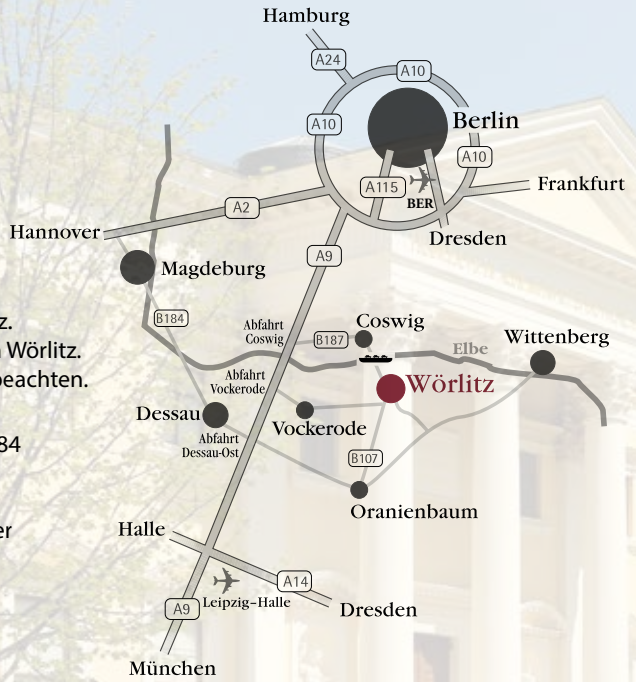 Hamburg
A24
A10
A10
Berlin
A10
A115
BER
Frankfurt
A2
Hannover
Dresden
A9
Magdeburg
z.
Wörlitz.
beachten.
B184
Abfahrt
Coswig
B187
Coswig
Elbe
Wittenberg
Abfahrt
Vockerode
Wörlitz
Dessau
Vockerode
Abfahrt
Dessau-Ost
84
B107
er
Oranienbaum
Halle
A14
Leipzig-Halle
A9
Dresden
München